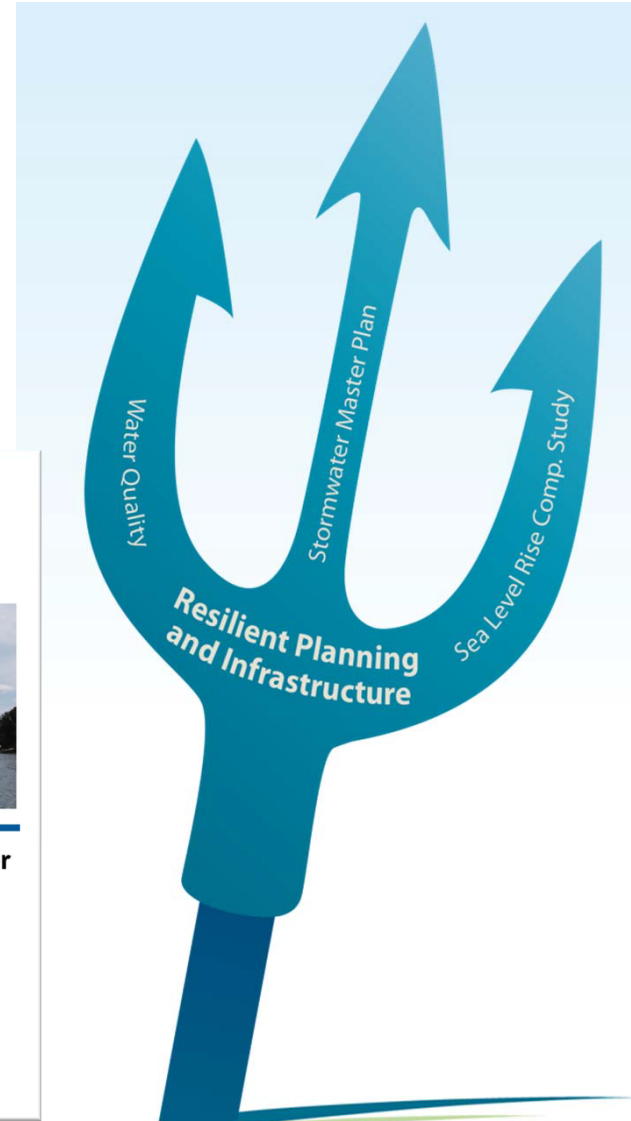 Water Quality
Stormwater Master Plan
Sea Level Rise Comp. Study
Resilient Planning
and Infrastructure